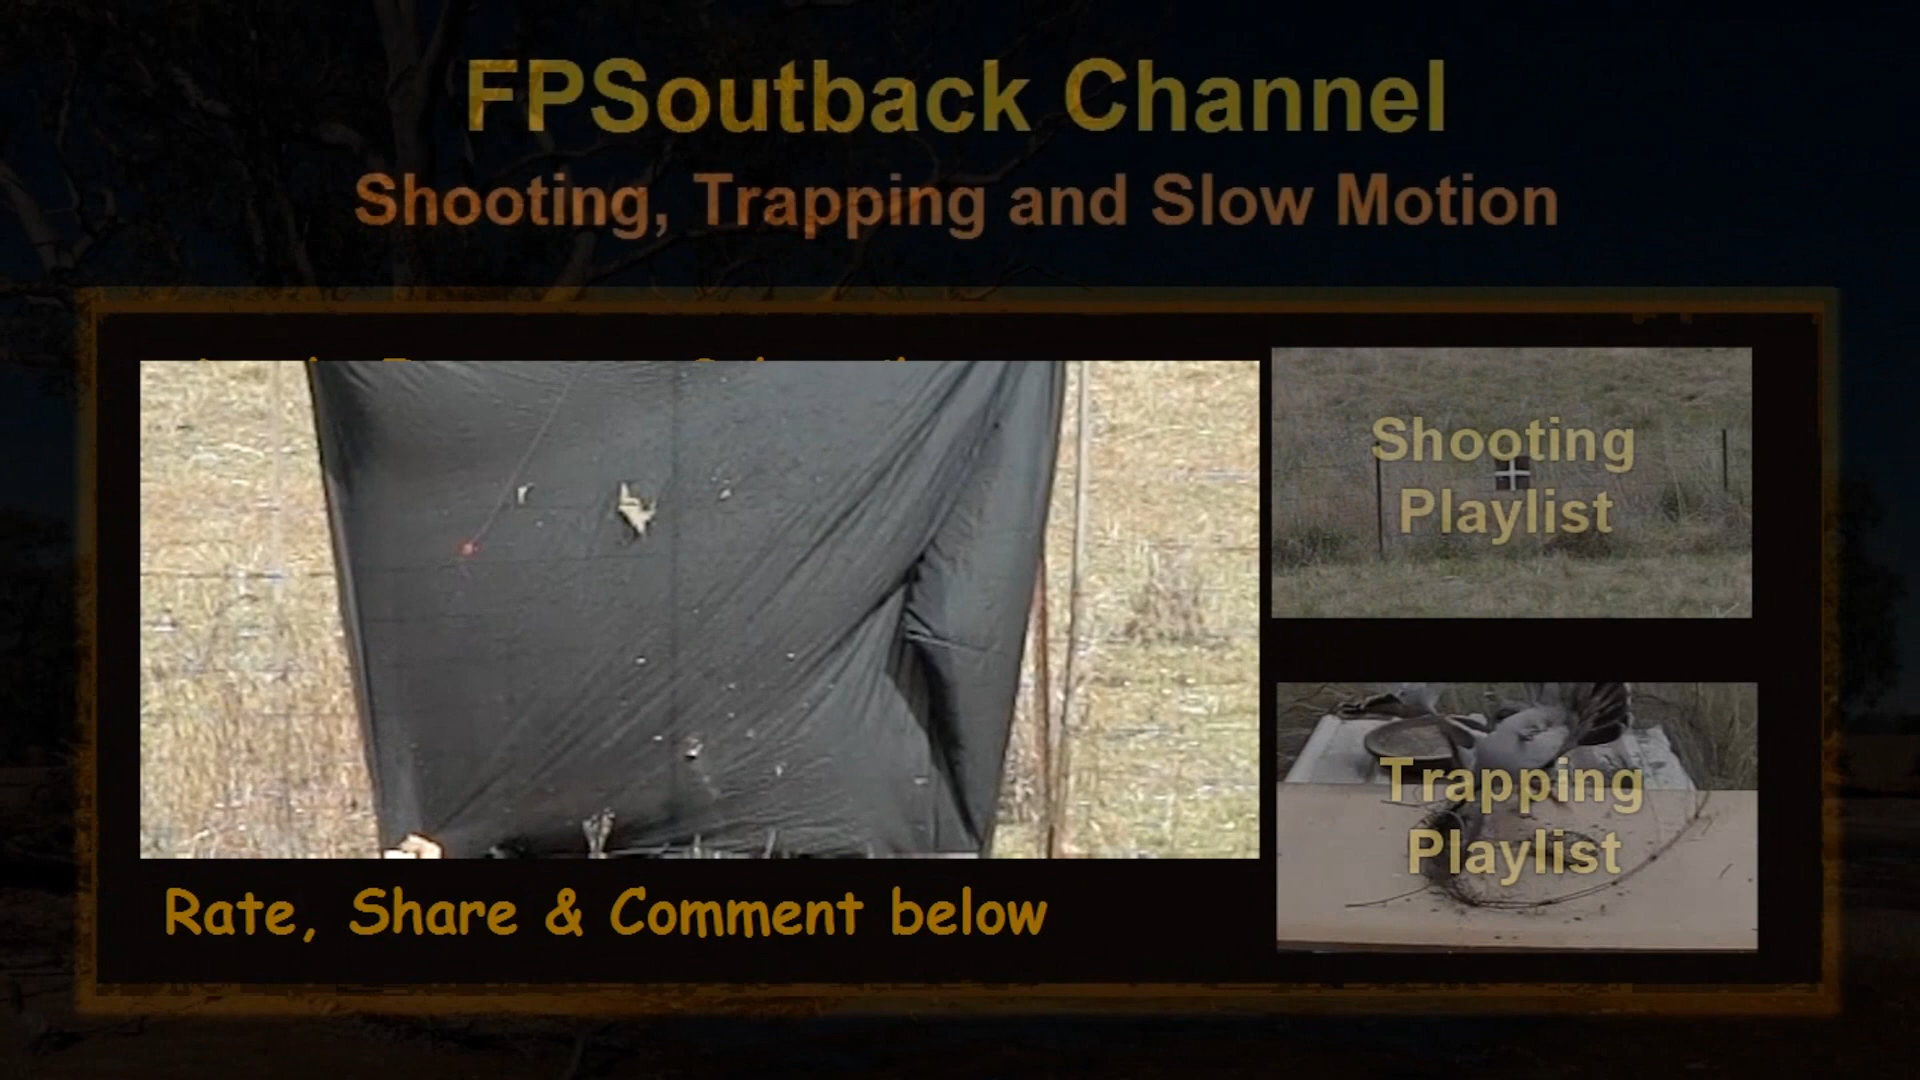 FPSoutback Channel
Shooting, Trapping and Slow Motion
Shooting
Playlist
Trapping
Playlist
Rate, Share & Comment below